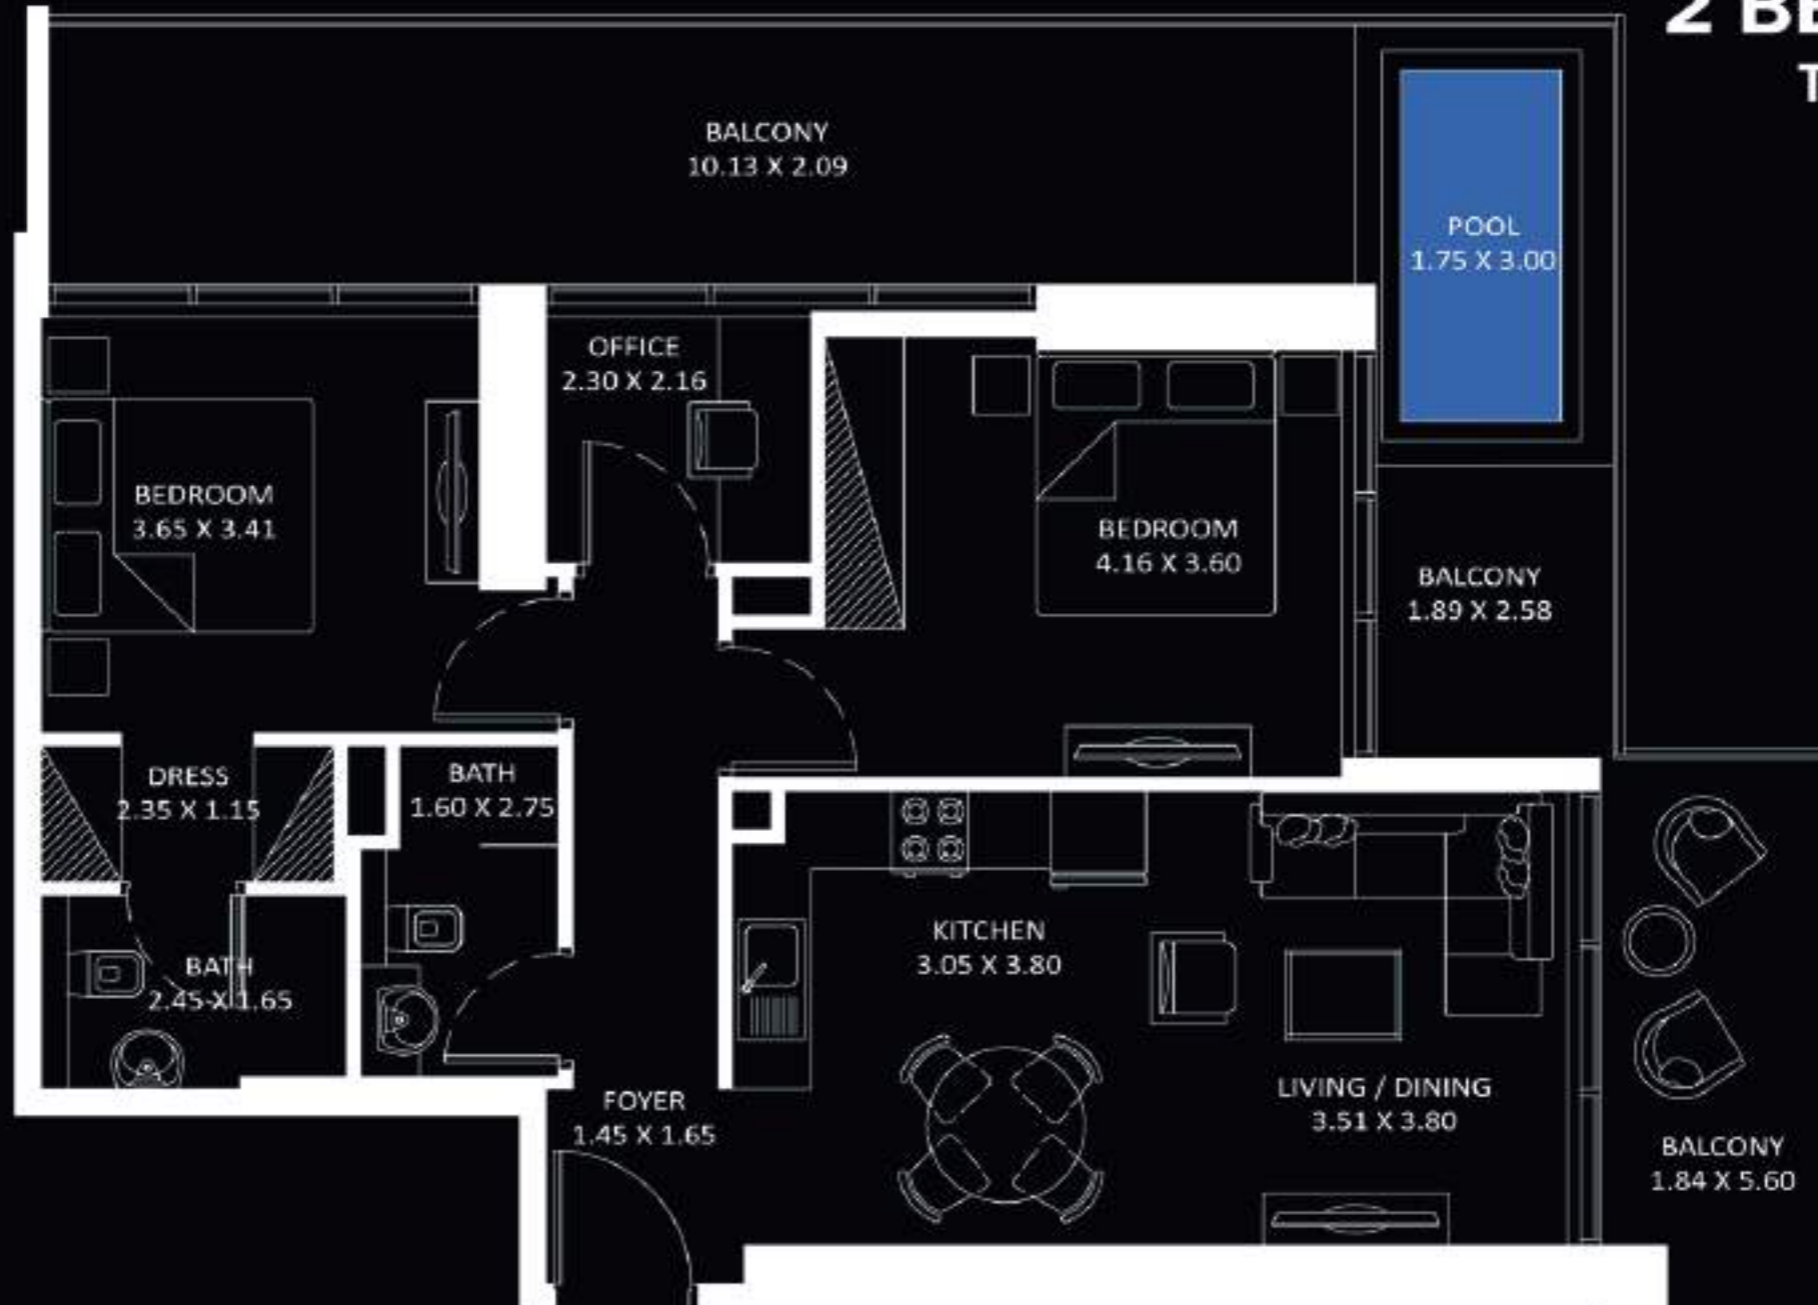 2 BE
T
BALCONY
10.13 X 2.09
POOL
1.75 X 3.00
OFFICE
2.30 X 2.16
BEDROOM
3.65 X 3.41
BEDROOM
4.16 X 3.60
BALCONY
1.89 X 2.58
DRESS
2.35 X 1.15
BATH
1.60 X 2.75
KITCHEN
3.05 X 3.80
BATH
2.45 X 1.65
FOYER
1.45 X 1.65
LIVING / DINING
3.51 X 3.80
BALCONY
1.84 X 5.60